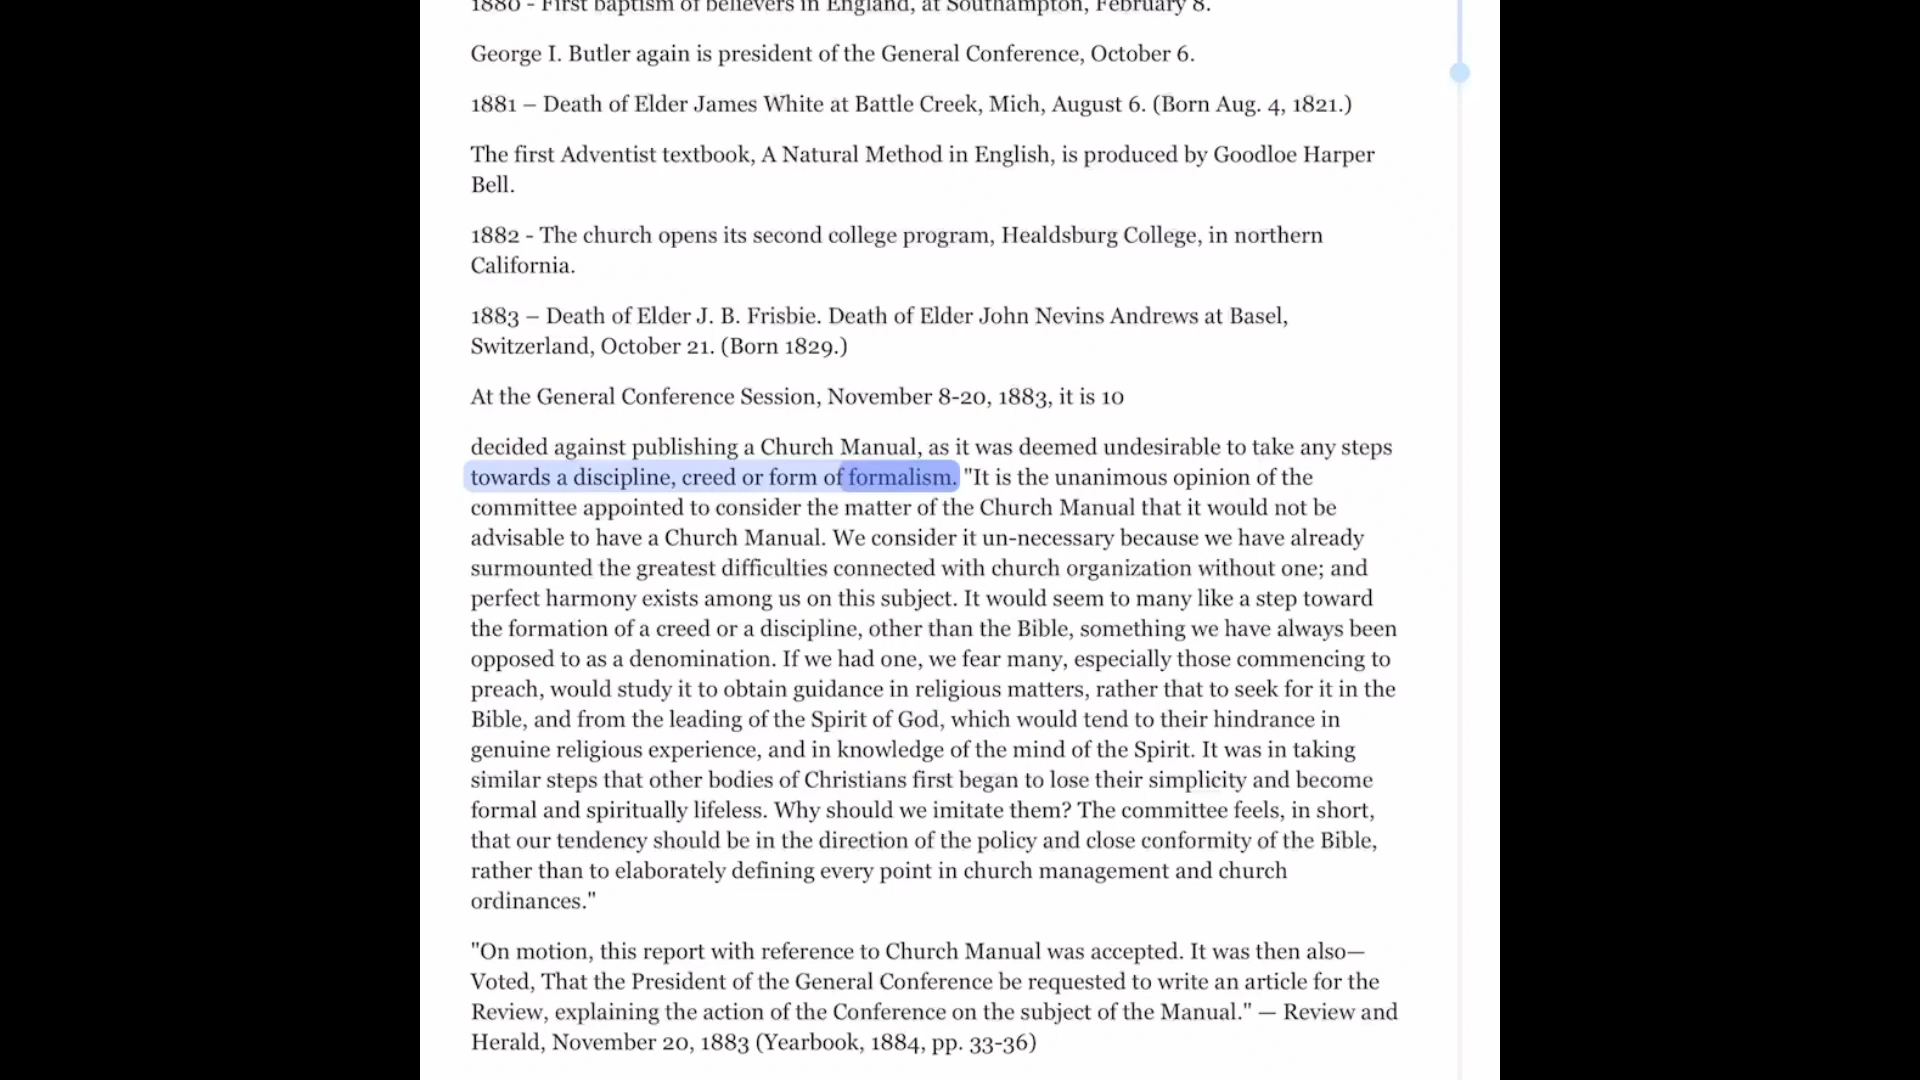 1880 - First baptism of believers in England, at Southampton, February 8.
George I. Butler again is president of the General Conference, October 6.
1881 – Death of Elder James White at Battle Creek, Mich, August 6. (Born Aug. 4, 1821.)
The first Adventist textbook, A Natural Method in English, is produced by Goodloe Harper
Bell.
1882 - The church opens its second college program, Healdsburg College, in northern
California.
1883 – Death of Elder J. B. Frisbie. Death of Elder John Nevins Andrews at Basel,
Switzerland, October 21. (Born 1829.)
At the General Conference Session, November 8-20, 1883, it is 10
decided against publishing a Church Manual, as it was deemed undesirable to take any steps
towards a discipline, creed or form of formalism. "It is the unanimous opinion of the
committee appointed to consider the matter of the Church Manual that it would not be
advisable to have a Church Manual. We consider it un-necessary because we have already
surmounted the greatest difficulties connected with church organization without one; and
perfect harmony exists among us on this subject. It would seem to many like a step toward
the formation of a creed or a discipline, other than the Bible, something we have always been
opposed to as a denomination. If we had one, we fear many, especially those commencing to
preach, would study it to obtain guidance in religious matters, rather that to seek for it in the
Bible, and from the leading of the Spirit of God, which would tend to their hindrance in
genuine religious experience, and in knowledge of the mind of the Spirit. It was in taking
similar steps that other bodies of Christians first began to lose their simplicity and become
formal and spiritually lifeless. Why should we imitate them? The committee feels, in short,
that our tendency should be in the direction of the policy and close conformity of the Bible,
rather than to elaborately defining every point in church management and church
ordinances."
"On motion, this report with reference to Church Manual was accepted. It was then also—
Voted, That the President of the General Conference be requested to write an article for the
Review, explaining the action of the Conference on the subject of the Manual." — Review and
Herald, November 20, 1883 (Yearbook, 1884, pp. 33-36)